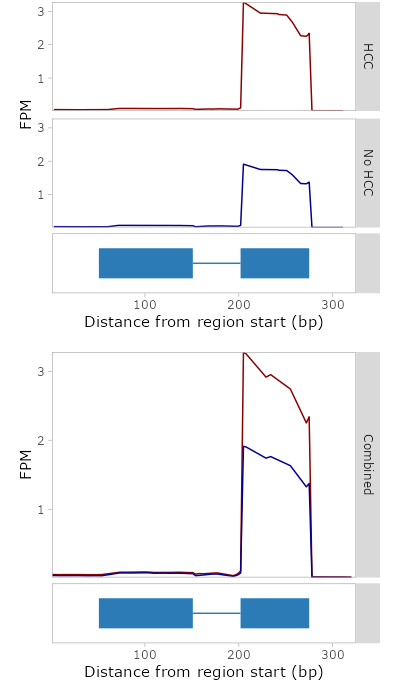 3
2
1
HCC
FPM
3
2
1
No HCC
100 200 300
Distance from region start (bp)
3
2
1
FPM
Combined
100 200 300
Distance from region start (bp)